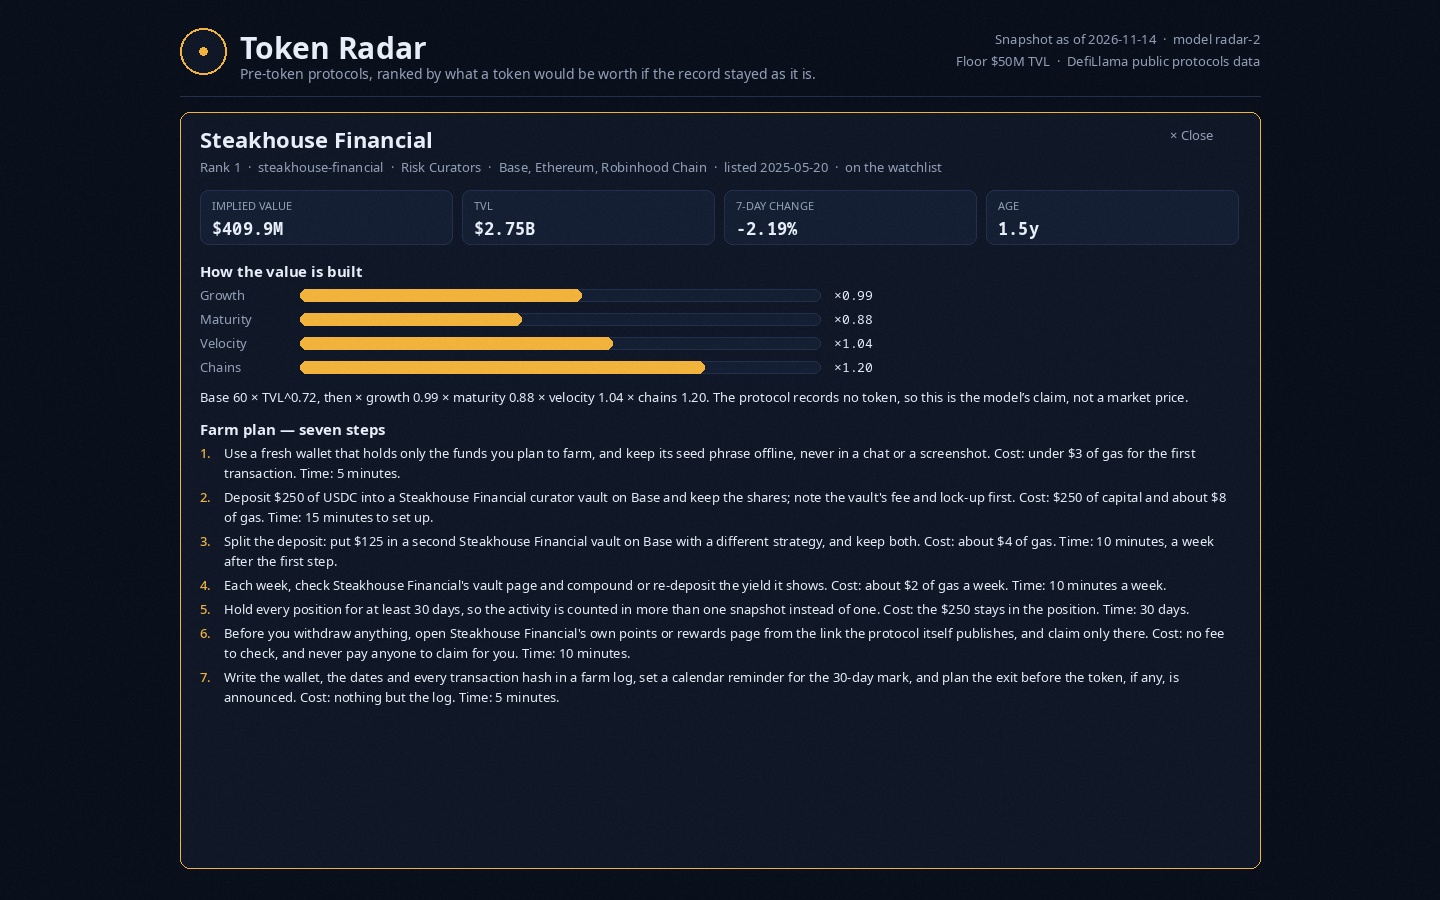 Token Radar
Pre-token protocols, ranked by what a token would be worth if the record stayed as it is.
Snapshot as of 2026-11-14 · model radar-2
Floor $50M TVL · DefiLlama public protocols data
Steakhouse Financial
× Close
Rank 1 · steakhouse-financial · Risk Curators · Base, Ethereum, Robinhood Chain · listed 2025-05-20 · on the watchlist
IMPLIED VALUE
$409.9M
TVL
$2.75B
7-DAY CHANGE
-2.19%
AGE
1.5y
How the value is built
Growth ×0.99
Maturity ×0.88
Velocity ×1.04
Chains ×1.20
Base 60 × TVL^0.72, then × growth 0.99 × maturity 0.88 × velocity 1.04 × chains 1.20. The protocol records no token, so this is the model’s claim, not a market price.
Farm plan — seven steps
1. Use a fresh wallet that holds only the funds you plan to farm, and keep its seed phrase offline, never in a chat or a screenshot. Cost: under $3 of gas for the first
transaction. Time: 5 minutes.
2. Deposit $250 of USDC into a Steakhouse Financial curator vault on Base and keep the shares; note the vault's fee and lock-up first. Cost: $250 of capital and about $8
of gas. Time: 15 minutes to set up.
3. Split the deposit: put $125 in a second Steakhouse Financial vault on Base with a different strategy, and keep both. Cost: about $4 of gas. Time: 10 minutes, a week
after the first step.
4. Each week, check Steakhouse Financial's vault page and compound or re-deposit the yield it shows. Cost: about $2 of gas a week. Time: 10 minutes a week.
5. Hold every position for at least 30 days, so the activity is counted in more than one snapshot instead of one. Cost: the $250 stays in the position. Time: 30 days.
6. Before you withdraw anything, open Steakhouse Financial's own points or rewards page from the link the protocol itself publishes, and claim only there. Cost: no fee
to check, and never pay anyone to claim for you. Time: 10 minutes.
7. Write the wallet, the dates and every transaction hash in a farm log, set a calendar reminder for the 30-day mark, and plan the exit before the token, if any, is
announced. Cost: nothing but the log. Time: 5 minutes.